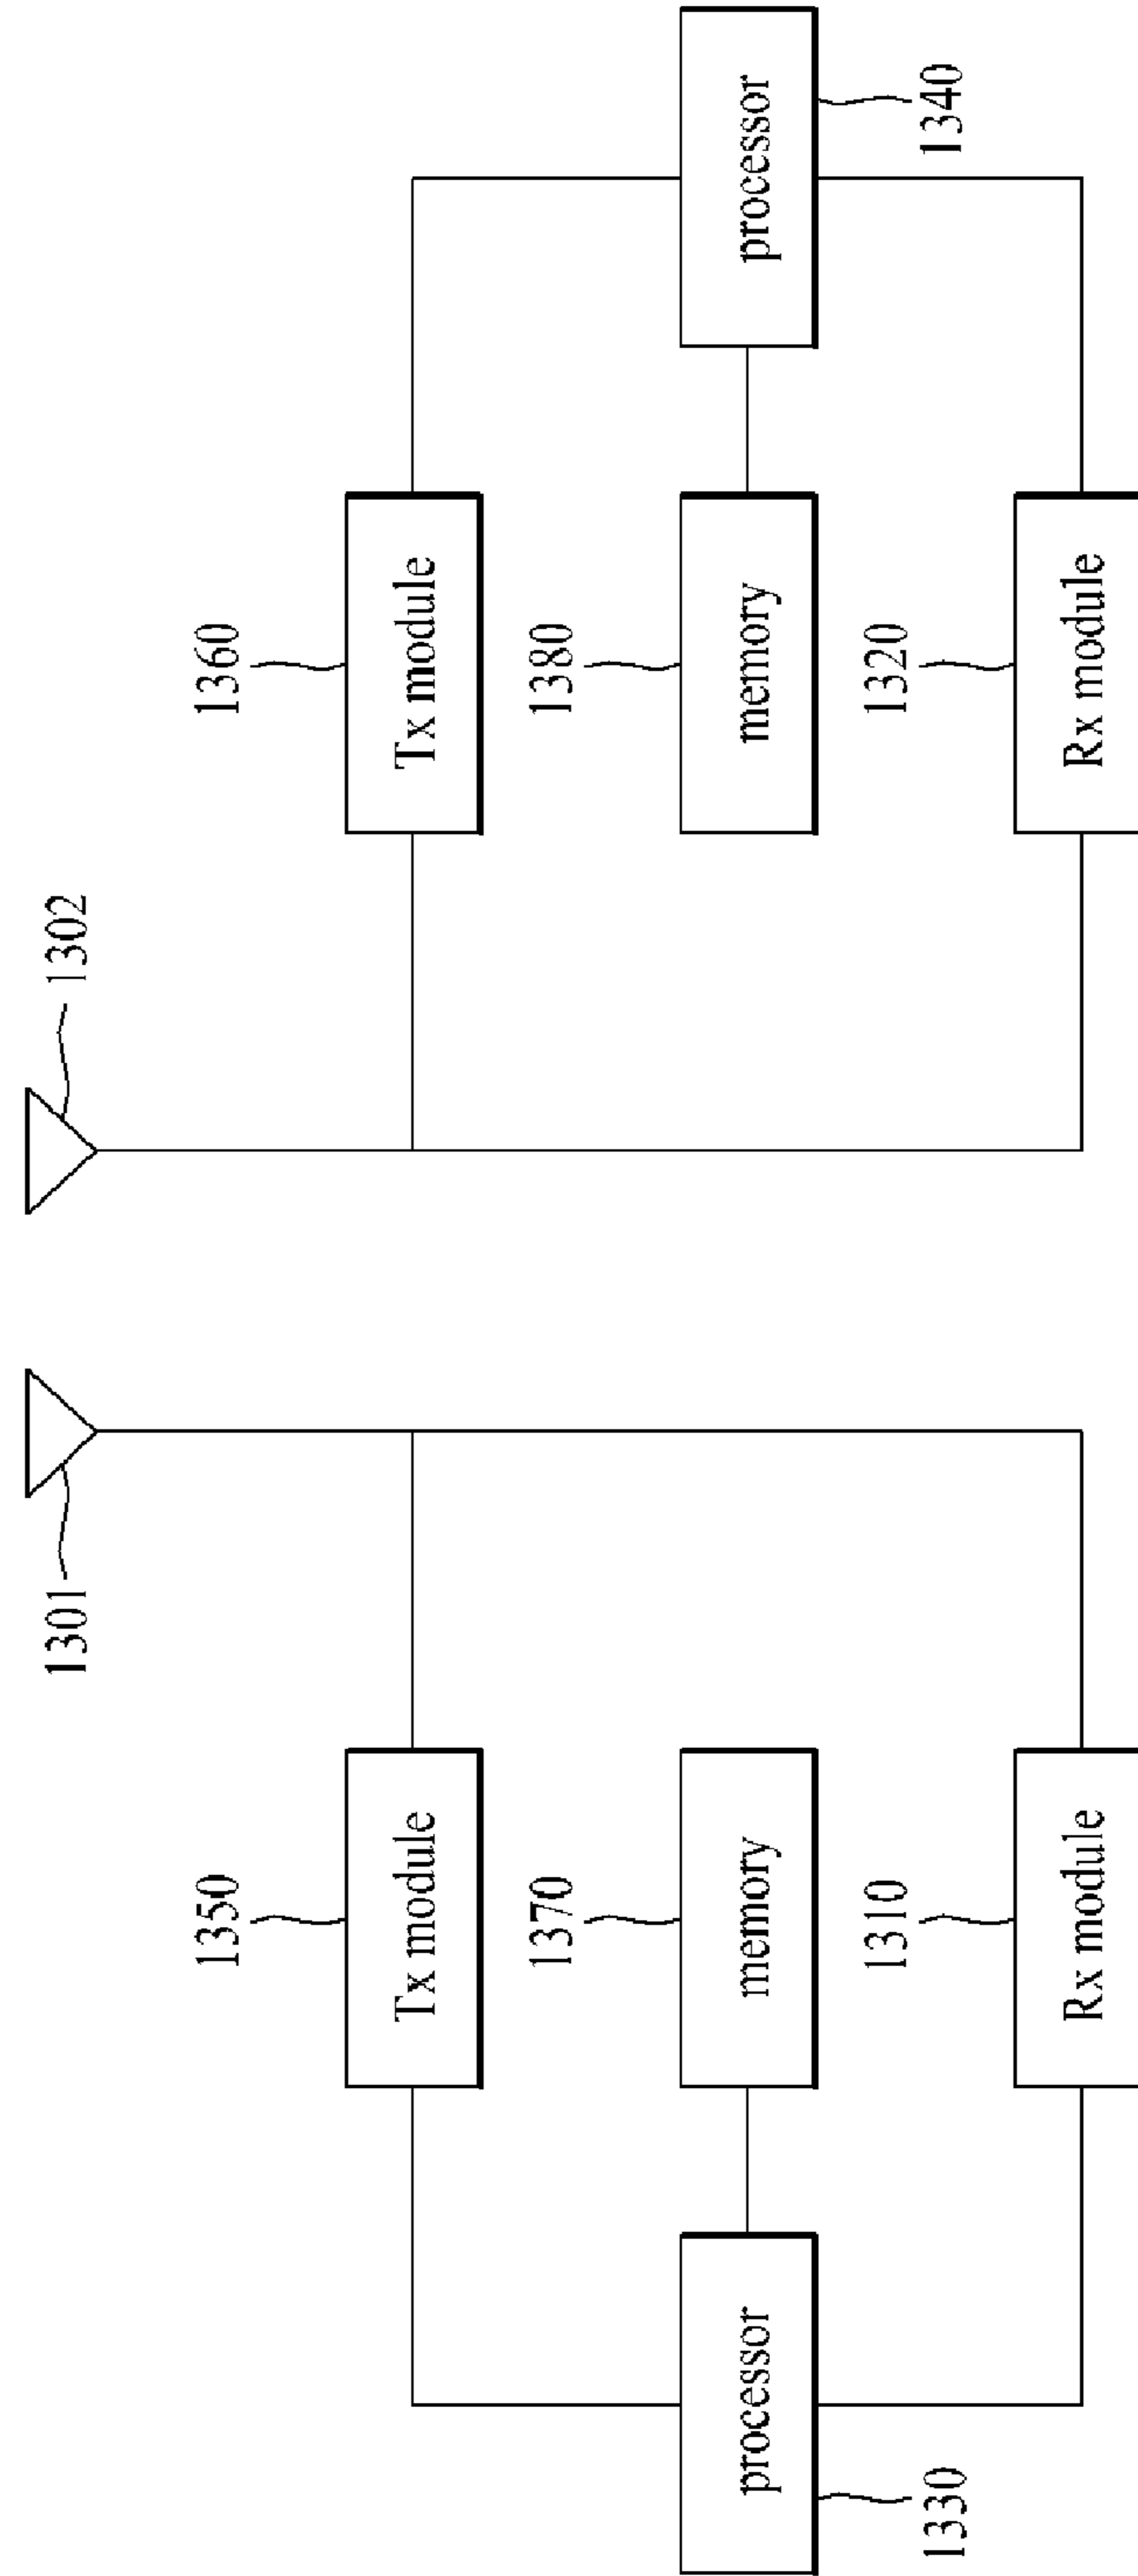 1301
1302
1350
Tx module
1360
Tx module
1370
memory
1380
memory
processor
1330
processor
1340
1310
Rx module
1320
Rx module